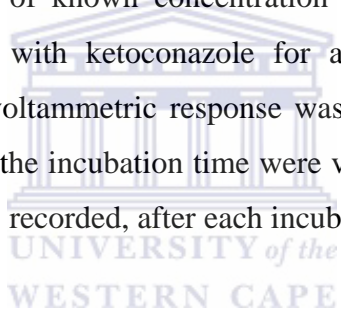 of known concentration
with ketoconazole for a
voltammetric response was
the incubation time were v
recorded, after each incub
UNIVERSITY of the
WESTERN CAPE